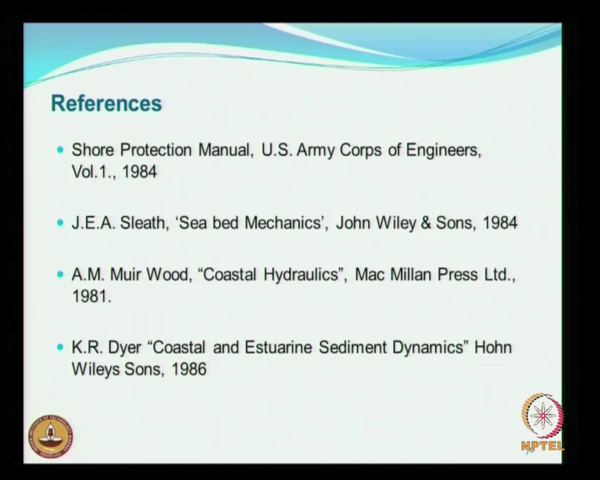 References
Shore Protection Manual, U.S. Army Corps of Engineers,
Vol.1., 1984
J.E.A. Sleath, ‘Sea bed Mechanics’, John Wiley & Sons, 1984
A.M. Muir Wood, “Coastal Hydraulics”, Mac Millan Press Ltd.,
1981.
K.R. Dyer “Coastal and Estuarine Sediment Dynamics” Hohn
Wileys Sons, 1986
NPTEL